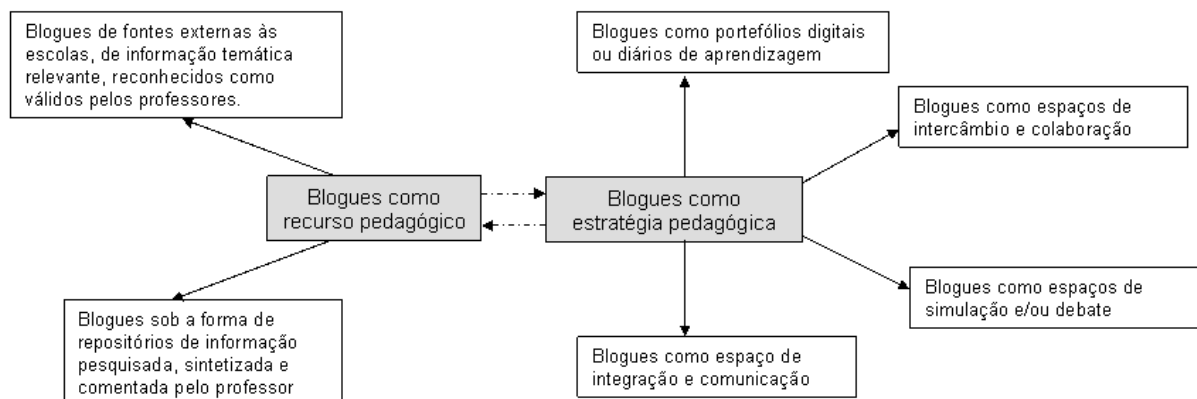 Blogues de fontes externas às
escolas, de informação temática
relevante, reconhecidos como
válidos pelos professores.
Blogues como portefólios digitais
ou diários de aprendizagem
Blogues como espaços de
intercâmbio e colaboração
Blogues como
recurso pedagógico
Blogues como
estratégia pedagógica
Blogues como espaços de
simulação e/ou debate
Blogues sob a forma de
repositórios de informação
pesquisada, sintetizada e
comentada pelo professor
Blogues como espaço de
integração e comunicação